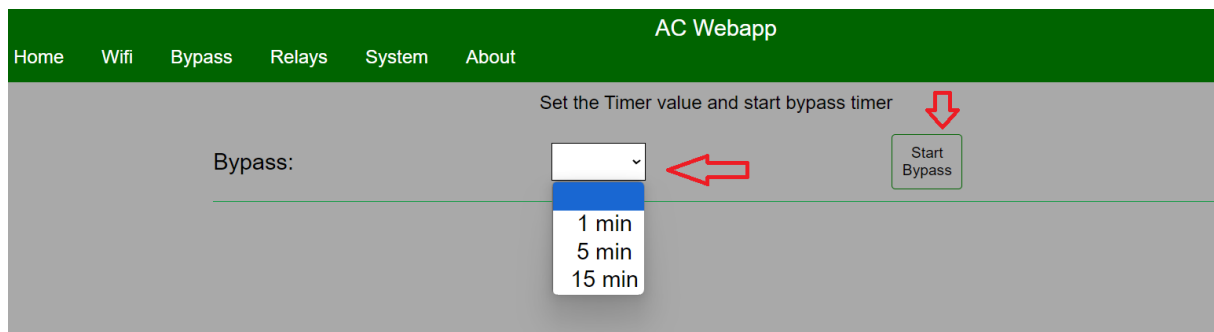 AC Webapp
Home Wifi Bypass Relays System About
Set the Timer value and start bypass timer
Bypass:
Start
Bypass
1 min
5 min
15 min